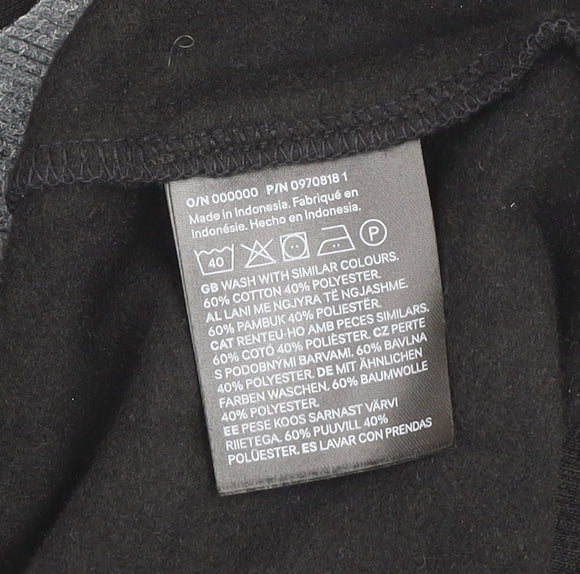 O/N 000000 P/N 0970818 1
Made in Indonesia. Fabriqué en
Indonésie. Hecho en Indonesia.
40 P
GB WASH WITH SIMILAR COLOURS.
60% COTTON 40% POLYESTER.
AL LANI ME NGJYRA TË NGJASHME.
60% PAMBUK 40% POLIESTËR.
CAT RENTEU-HO AMB PECES SIMILARS.
60% COTÓ 40% POLIÈSTER. CZ PERTE
S PODOBNÝMI BARVAMI. 60% BAVLNA
40% POLYESTER. DE MIT ÄHNLICHEN
FARBEN WASCHEN. 60% BAUMWOLLE
40% POLYESTER.
EE PESE KOOS SARNAST VÄRVI
RIIETEGA. 60% PUUVILL 40%
POLÜESTER. ES LAVAR CON PRENDAS